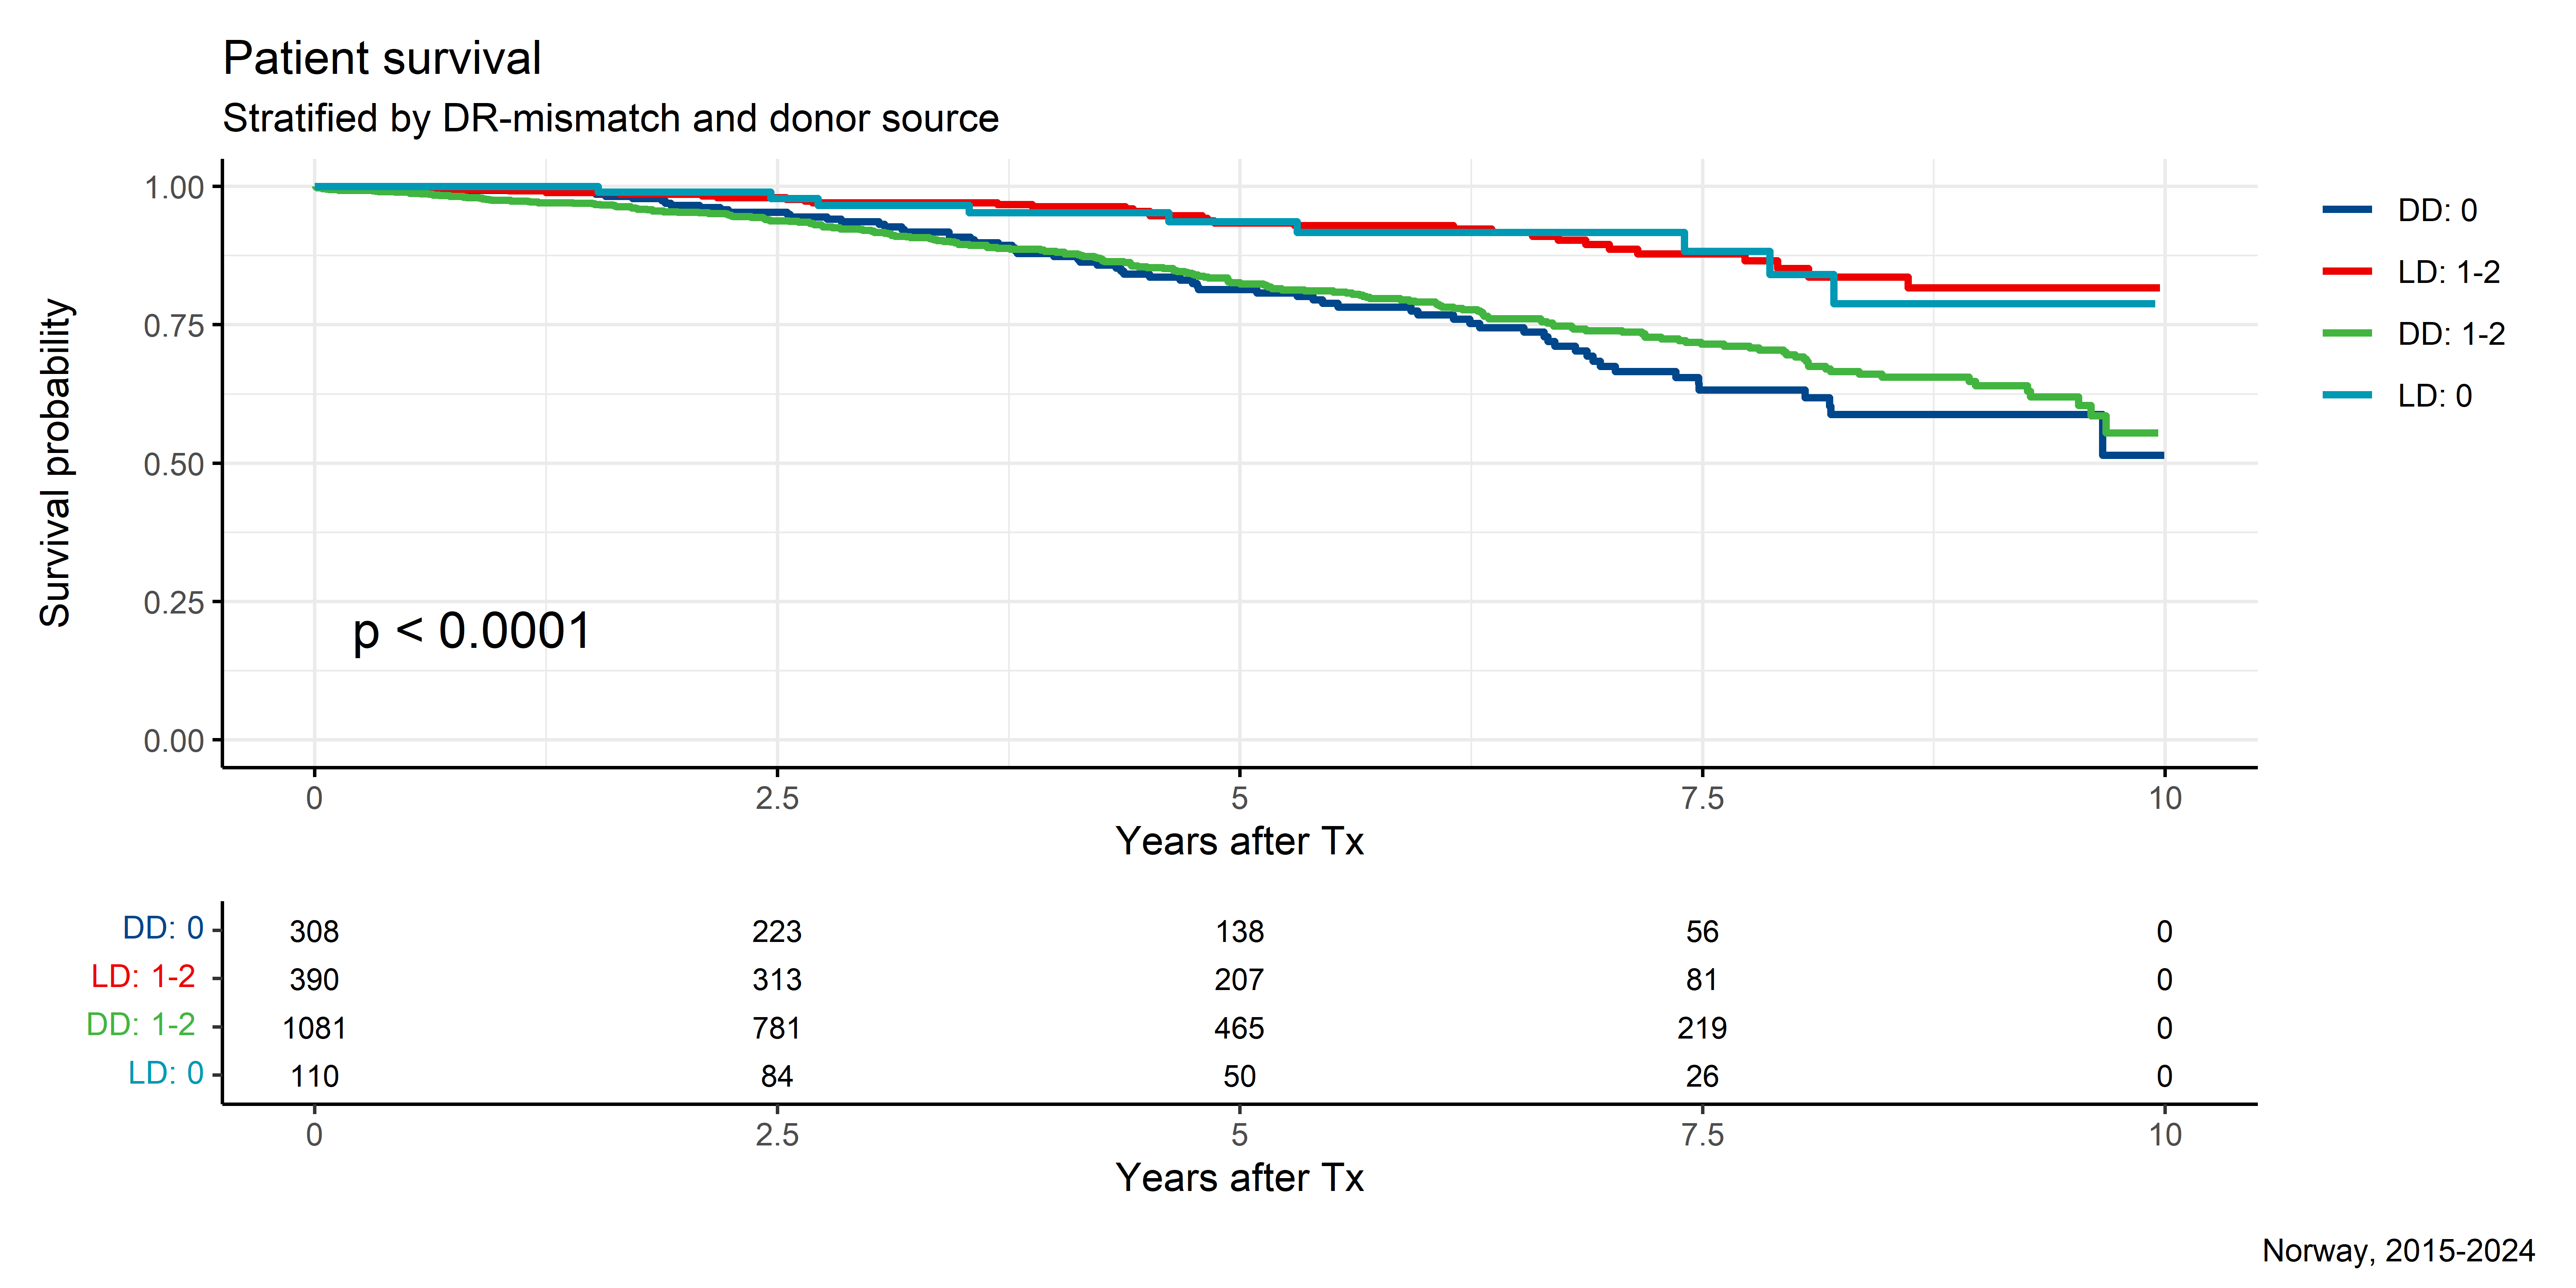 Patient survival
Stratified by DR-mismatch and donor source
Survival probability
1.00
0.75
0.50
0.25
0.00
p < 0.0001
0 2.5 5 7.5 10
Years after Tx
DD: 0
LD: 1-2
DD: 1-2
LD: 0
DD: 0 308 223 138 56 0
LD: 1-2 390 313 207 81 0
DD: 1-2 1081 781 465 219 0
LD: 0 110 84 50 26 0
0 2.5 5 7.5 10
Years after Tx
Norway, 2015-2024